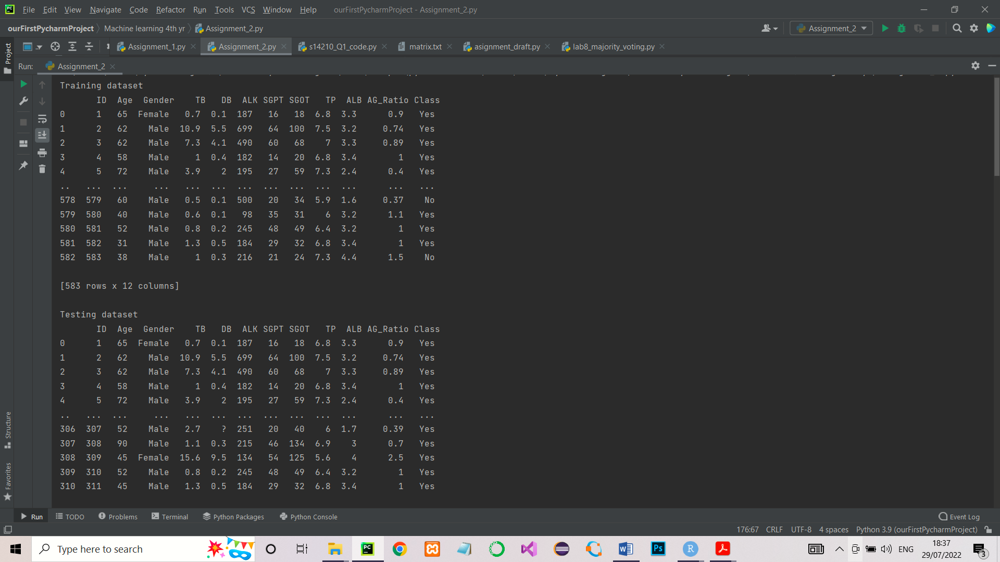 File Edit View Navigate Code Refactor Run Tools VCS Window Help ourFirstPycharmProject - Assignment_2.py
ourFirstPycharmProject Machine learning 4th yr Assignment_2.py Assignment_2
Project
Assignment_1.py Assignment_2.py s14210_Q1_code.py matrix.txt asignment_draft.py lab8_majority_voting.py
Run: Assignment_2
Training dataset
ID Age Gender TB DB ALK SGPT SGOT TP ALB AG_Ratio Class
0 1 65 Female 0.7 0.1 187 16 18 6.8 3.3 0.9 Yes
1 2 62 Male 10.9 5.5 699 64 100 7.5 3.2 0.74 Yes
2 3 62 Male 7.3 4.1 490 60 68 7 3.3 0.89 Yes
3 4 58 Male 1 0.4 182 14 20 6.8 3.4 1 Yes
4 5 72 Male 3.9 2 195 27 59 7.3 2.4 0.4 Yes
.. ... ... ... ... ... ... ... ... ... ... ... ...
578 579 60 Male 0.5 0.1 500 20 34 5.9 1.6 0.37 No
579 580 40 Male 0.6 0.1 98 35 31 6 3.2 1.1 Yes
580 581 52 Male 0.8 0.2 245 48 49 6.4 3.2 1 Yes
581 582 31 Male 1.3 0.5 184 29 32 6.8 3.4 1 Yes
582 583 38 Male 1 0.3 216 21 24 7.3 4.4 1.5 No
[583 rows x 12 columns]
Testing dataset
ID Age Gender TB DB ALK SGPT SGOT TP ALB AG_Ratio Class
0 1 65 Female 0.7 0.1 187 16 18 6.8 3.3 0.9 Yes
1 2 62 Male 10.9 5.5 699 64 100 7.5 3.2 0.74 Yes
2 3 62 Male 7.3 4.1 490 60 68 7 3.3 0.89 Yes
3 4 58 Male 1 0.4 182 14 20 6.8 3.4 1 Yes
4 5 72 Male 3.9 2 195 27 59 7.3 2.4 0.4 Yes
.. ... ... ... ... ... ... ... ... ... ... ... ...
306 307 52 Male 2.7 ? 251 20 40 6 1.7 0.39 Yes
307 308 90 Male 1.1 0.3 215 46 134 6.9 3 0.7 Yes
308 309 45 Female 15.6 9.5 134 54 125 5.6 4 2.5 Yes
309 310 52 Male 0.8 0.2 245 48 49 6.4 3.2 1 Yes
310 311 45 Male 1.3 0.5 184 29 32 6.8 3.4 1 Yes
Structure
Favorites
Run TODO Problems Terminal Python Packages Python Console Event Log
176:67 CRLF UTF-8 4 spaces Python 3.9 (ourFirstPycharmProject)
Type here to search
ENG
18:37
29/07/2022
3